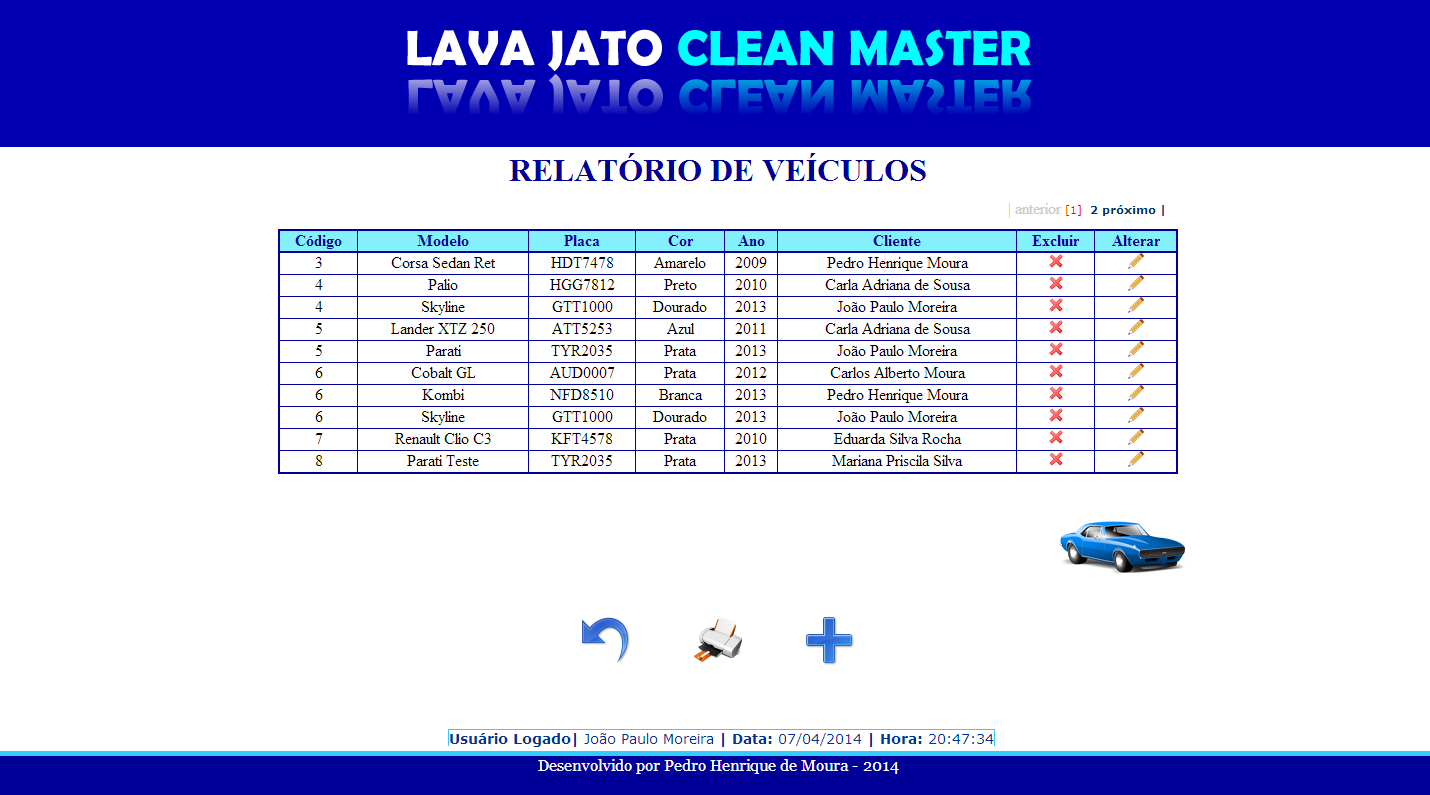 LAVA JATO CLEAN MASTER
RELATÓRIO DE VEÍCULOS
| anterior [1] 2 próximo |
Código Modelo Placa Cor Ano Cliente Excluir Alterar
3 Corsa Sedan Ret HDT7478 Amarelo 2009 Pedro Henrique Moura
4 Palio HGG7812 Preto 2010 Carla Adriana de Sousa
4 Skyline GTT1000 Dourado 2013 João Paulo Moreira
5 Lander XTZ 250 ATT5253 Azul 2011 Carla Adriana de Sousa
5 Parati TYR2035 Prata 2013 João Paulo Moreira
6 Cobalt GL AUD0007 Prata 2012 Carlos Alberto Moura
6 Kombi NFD8510 Branca 2013 Pedro Henrique Moura
6 Skyline GTT1000 Dourado 2013 João Paulo Moreira
7 Renault Clio C3 KFT4578 Prata 2010 Eduarda Silva Rocha
8 Parati Teste TYR2035 Prata 2013 Mariana Priscila Silva
Usuário Logado| João Paulo Moreira | Data: 07/04/2014 | Hora: 20:47:34
Desenvolvido por Pedro Henrique de Moura - 2014